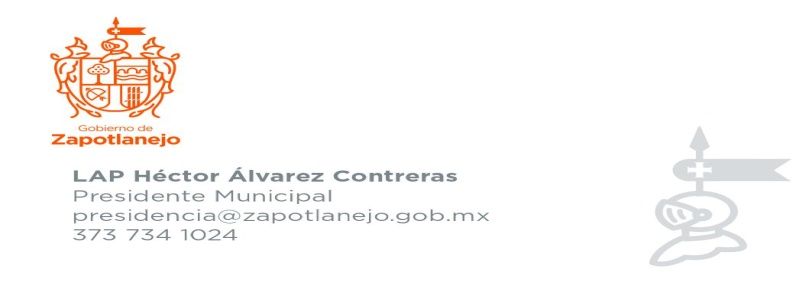 Gobierno de
Zapotlanejo
LAP Héctor Álvarez Contreras
Presidente Municipal
presidencia@zapotlanejo.gob.mx
373 734 1024